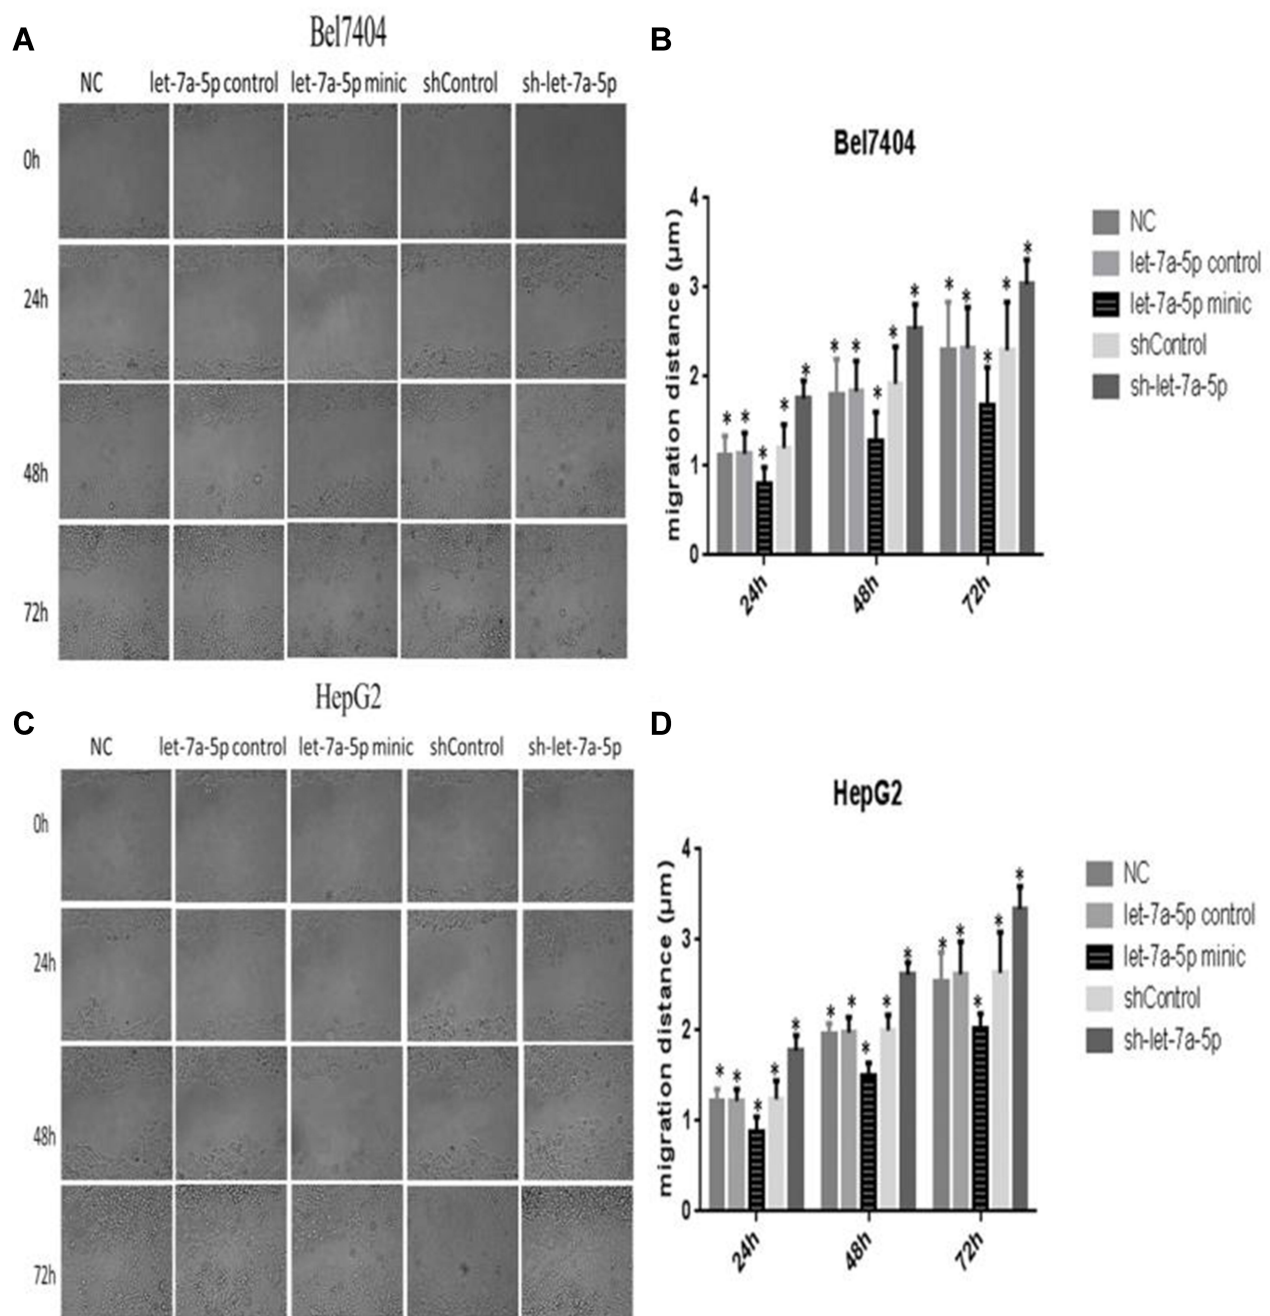 A
Bel7404
NC let-7a-5p control let-7a-5p minic shControl sh-let-7a-5p
0h
24h
48h
72h
B
Bel7404
migration distance (μm)
4
3
2
1
0
* * * * *
* * * * *
* * * * *
24h 48h 72h
NC
let-7a-5p control
let-7a-5p minic
shControl
sh-let-7a-5p
C
HepG2
NC let-7a-5p control let-7a-5p minic shControl sh-let-7a-5p
0h
24h
48h
72h
D
HepG2
migration distance (μm)
4
3
2
1
0
* * * * *
* * * * *
* * * * *
24h 48h 72h
NC
let-7a-5p control
let-7a-5p minic
shControl
sh-let-7a-5p